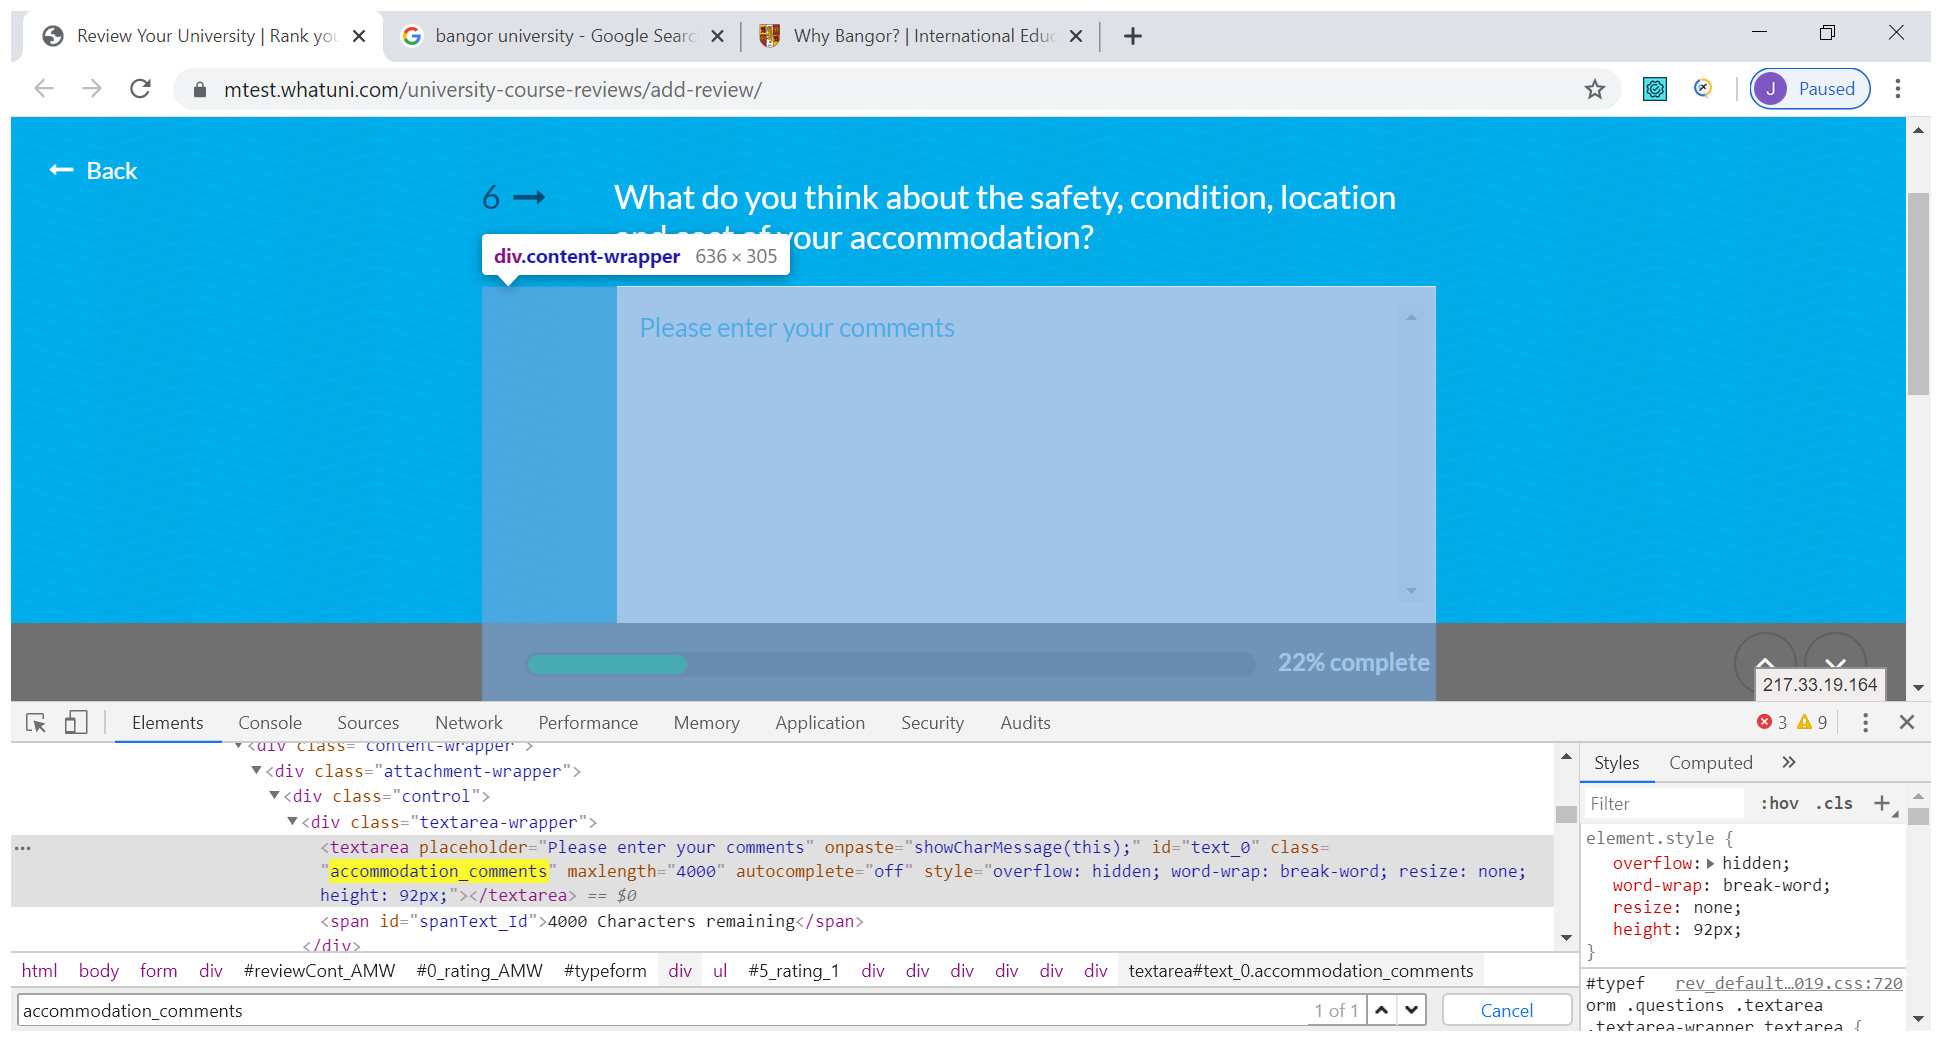 Review Your University | Rank you
bangor university - Google Searc
Why Bangor? | International Educ
mtest.whatuni.com/university-course-reviews/add-review/
J Paused
Back
6
What do you think about the safety, condition, location
your accommodation?
div.content-wrapper 636 × 305
Please enter your comments
22% complete
217.33.19.164
Elements Console Sources Network Performance Memory Application Security Audits
3 9
<div class="content-wrapper">
<div class="attachment-wrapper">
<div class="control">
<div class="textarea-wrapper">
<textarea placeholder="Please enter your comments" onpaste="showCharMessage(this);" id="text_0" class=
"accommodation_comments" maxlength="4000" autocomplete="off" style="overflow: hidden; word-wrap: break-word; resize: none;
height: 92px;"></textarea> == $0
<span id="spanText_Id">4000 Characters remaining</span>
</div>
html body form div #reviewCont_AMW #0_rating_AMW #typeform div ul #5_rating_1 div div div div div div textarea#text_0.accommodation_comments
accommodation_comments
1 of 1
Cancel
Styles Computed
Filter :hov .cls
element.style {
overflow: hidden;
word-wrap: break-word;
resize: none;
height: 92px;
}
#typef rev_default…019.css:720
orm .questions .textarea
.textarea-wrapper textarea {